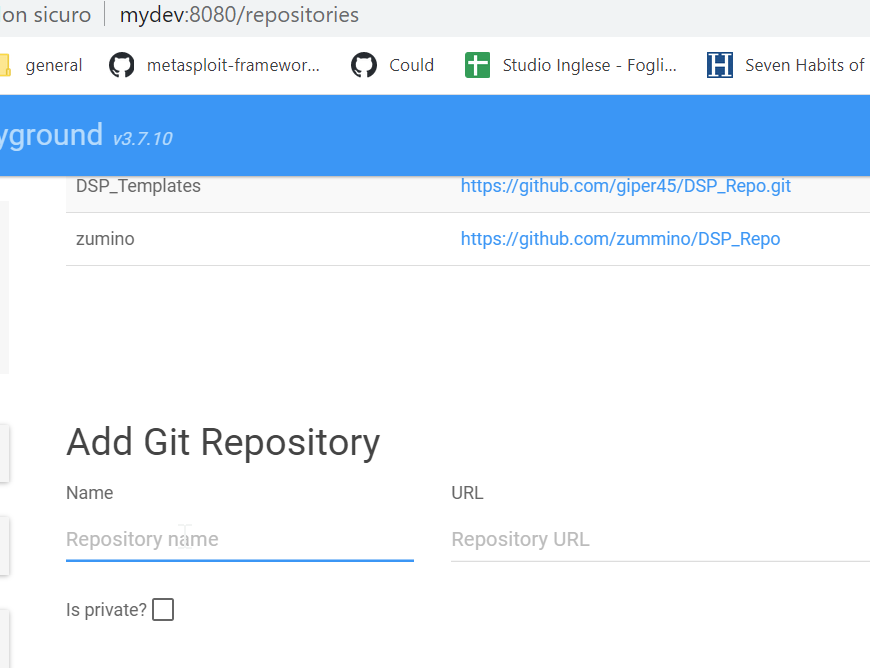 on sicuro mydev:8080/repositories
general metasploit-framewor... Could Studio Inglese - Fogli... Seven Habits of
yground v3.7.10
DSP_Templates https://github.com/giper45/DSP_Repo.git
zumino https://github.com/zummino/DSP_Repo
Add Git Repository
Name URL
Repository name Repository URL
Is private?